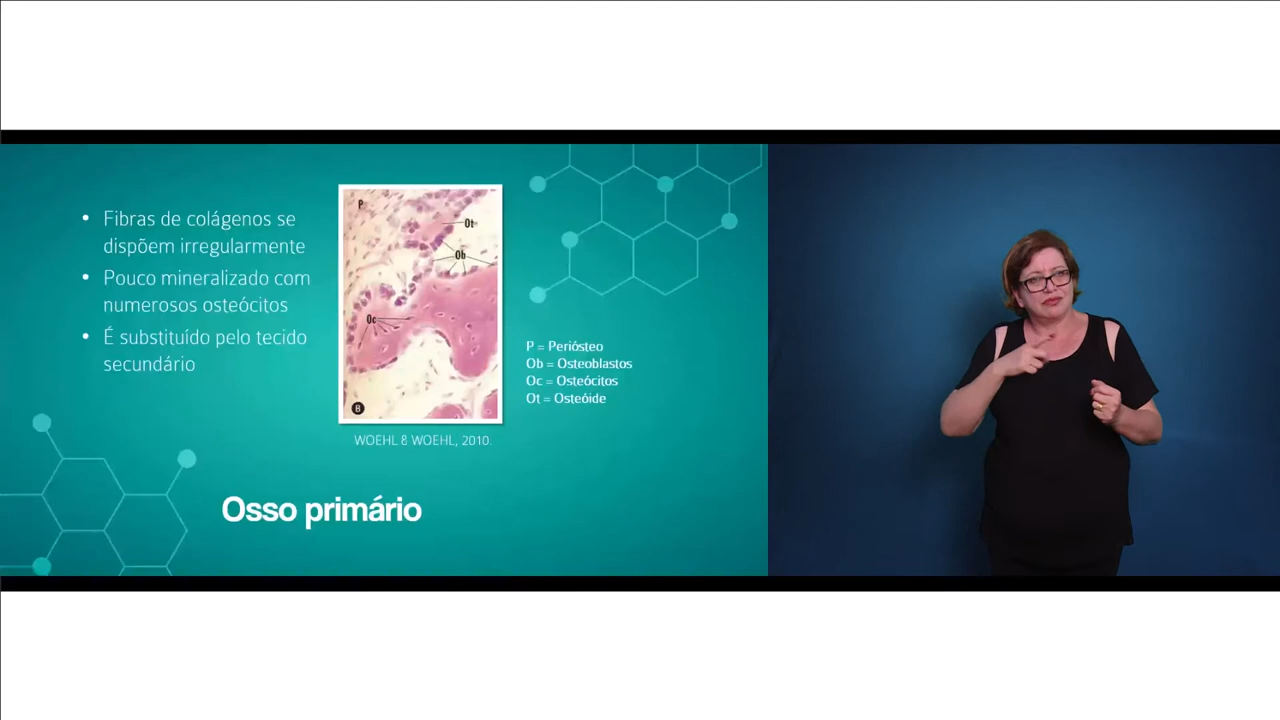 • Fibras de colágenos se
dispõem irregularmente
• Pouco mineralizado com
numerosos osteócitos
• É substituído pelo tecido
secundário
P
Ot
Ob
Oc
B
WOEHL & WOEHL, 2010.
P = Periósteo
Ob = Osteoblastos
Oc = Osteócitos
Ot = Osteóide
Osso primário